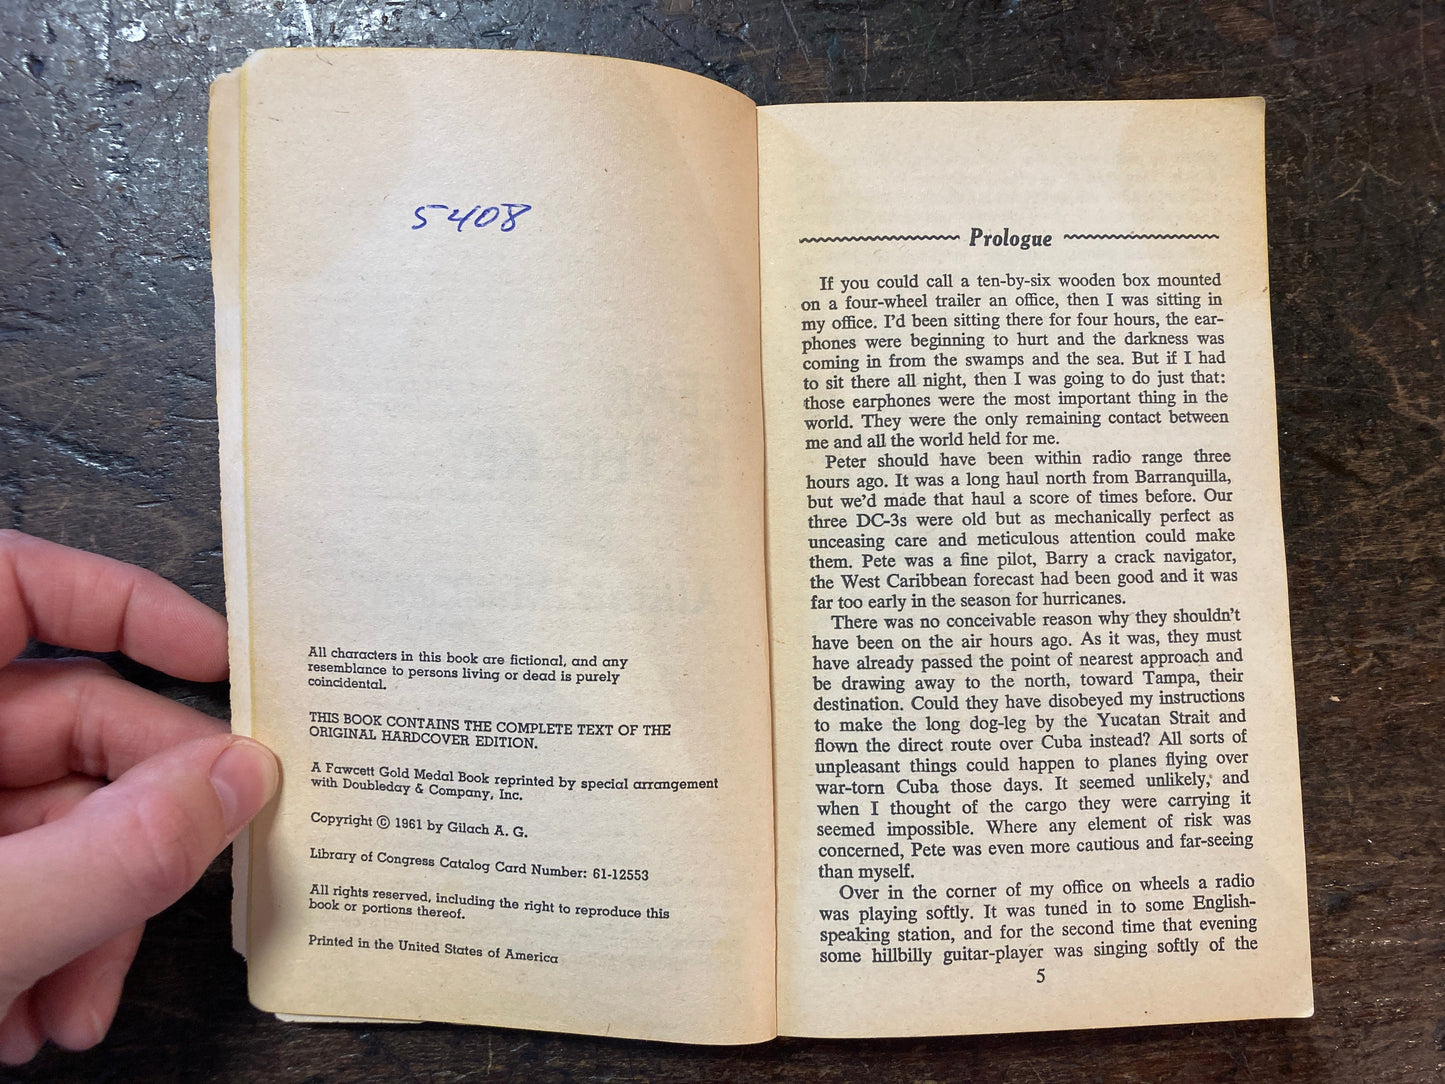 5408
All characters in this book are fictional, and any
resemblance to persons living or dead is purely
coincidental.
THIS BOOK CONTAINS THE COMPLETE TEXT OF THE
ORIGINAL HARDCOVER EDITION.
A Fawcett Gold Medal Book reprinted by special arrangement
with Doubleday & Company, Inc.
Copyright © 1961 by Gilach A. G.
Library of Congress Catalog Card Number: 61-12553
All rights reserved, including the right to reproduce this
book or portions thereof.
Printed in the United States of America
Prologue
If you could call a ten-by-six wooden box mounted
on a four-wheel trailer an office, then I was sitting in
my office. I'd been sitting there for four hours, the ear-
phones were beginning to hurt and the darkness was
coming in from the swamps and the sea. But if I had
to sit there all night, then I was going to do just that:
those earphones were the most important thing in the
world. They were the only remaining contact between
me and all the world held for me.
Peter should have been within radio range three
hours ago. It was a long haul north from Barranquilla,
but we'd made that haul a score of times before. Our
three DC-3s were old but as mechanically perfect as
unceasing care and meticulous attention could make
them. Pete was a fine pilot, Barry a crack navigator,
the West Caribbean forecast had been good and it was
far too early in the season for hurricanes.
There was no conceivable reason why they shouldn't
have been on the air hours ago. As it was, they must
have already passed the point of nearest approach and
be drawing away to the north, toward Tampa, their
destination. Could they have disobeyed my instructions
to make the long dog-leg by the Yucatan Strait and
flown the direct route over Cuba instead? All sorts of
unpleasant things could happen to planes flying over
war-torn Cuba those days. It seemed unlikely, and
when I thought of the cargo they were carrying it
seemed impossible. Where any element of risk was
concerned, Pete was even more cautious and far-seeing
than myself.
Over in the corner of my office on wheels a radio
was playing softly. It was tuned in to some English-
speaking station, and for the second time that evening
some hillbilly guitar-player was singing softly of the
5